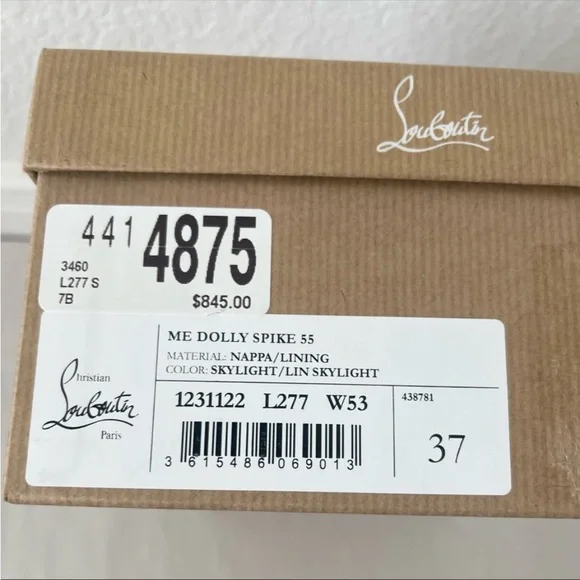 Louboutin
441 4875
3460
L277 S
7B $845.00
ME DOLLY SPIKE 55
MATERIAL: NAPPA/LINING
COLOR: SKYLIGHT/LIN SKYLIGHT
Christian
Louboutin
Paris
1231122 L277 W53
438781
37
3 615486 069013